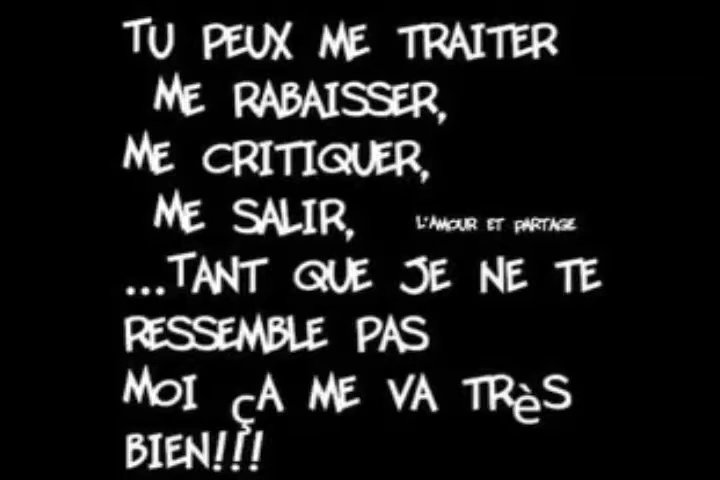 TU PEUX ME TRAITER
ME RABAISSER,
ME CRITIQUER,
ME SALIR,
L'AMOUR ET PARTAGE
...TANT QUE JE NE TE
RESSEMBLE PAS
MOI ÇA ME VA TRÈS
BIEN!!!